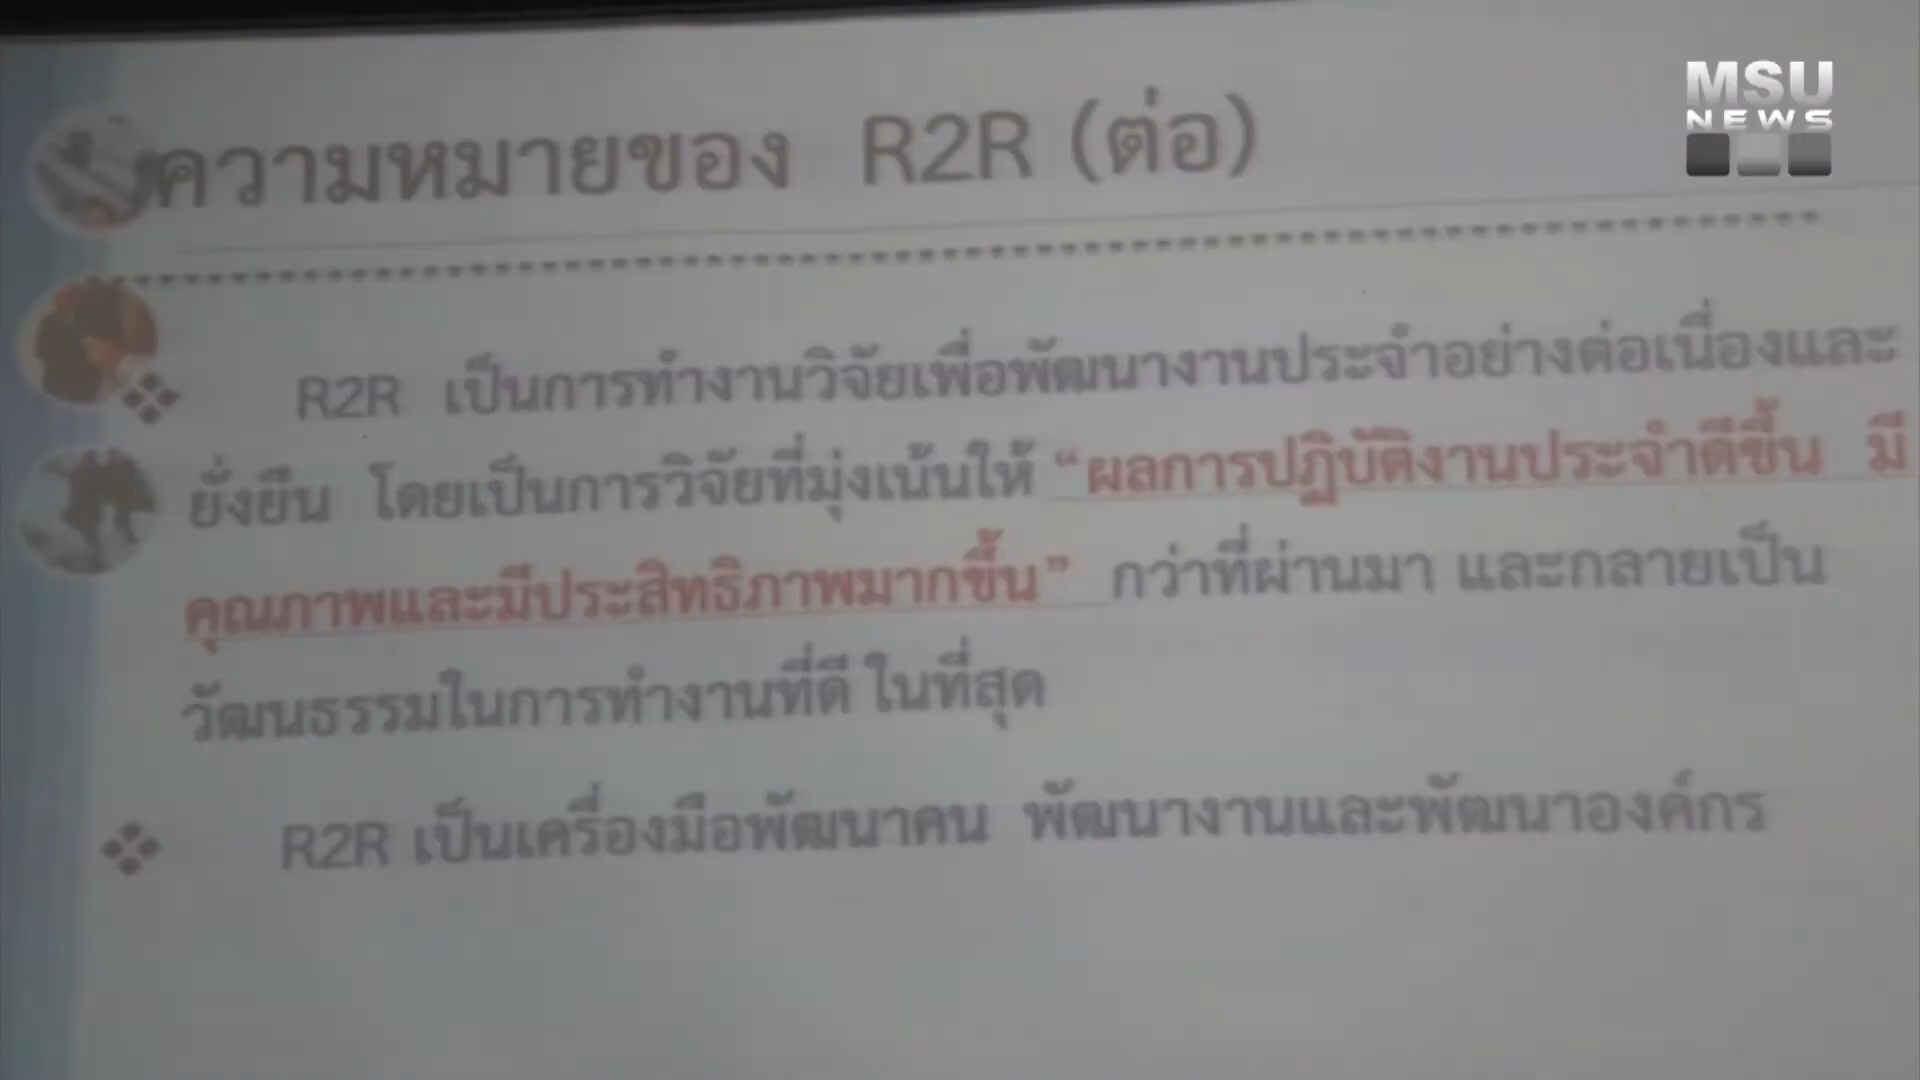 MSU
NEWS
ความหมายของ R2R (ต่อ)
❖ R2R เป็นการทำงานวิจัยเพื่อพัฒนางานประจำอย่างต่อเนื่องและ
ยั่งยืน โดยเป็นการวิจัยที่มุ่งเน้นให้ “ผลการปฏิบัติงานประจำดีขึ้น มี
คุณภาพและมีประสิทธิภาพมากขึ้น” กว่าที่ผ่านมา และกลายเป็น
วัฒนธรรมในการทำงานที่ดี ในที่สุด
❖ R2R เป็นเครื่องมือพัฒนาคน พัฒนางานและพัฒนาองค์กร